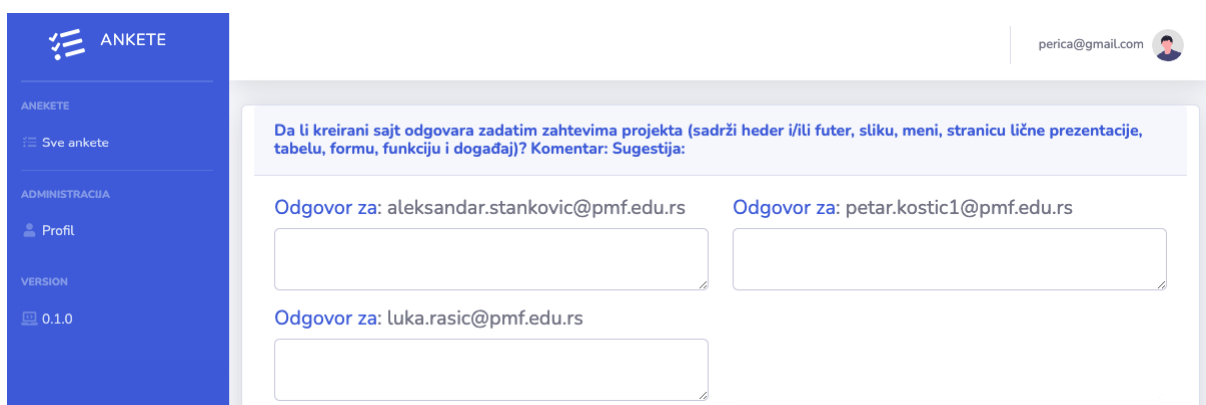 ANKETE
perica@gmail.com
ANEKETE
Sve ankete
ADMINISTRACIJA
Profil
VERSION
0.1.0
Da li kreirani sajt odgovara zadatim zahtevima projekta (sadrži heder i/ili futer, sliku, meni, stranicu lične prezentacije,
tabelu, formu, funkciju i događaj)? Komentar: Sugestija:
Odgovor za: aleksandar.stankovic@pmf.edu.rs
Odgovor za: petar.kostic1@pmf.edu.rs
Odgovor za: luka.rasic@pmf.edu.rs